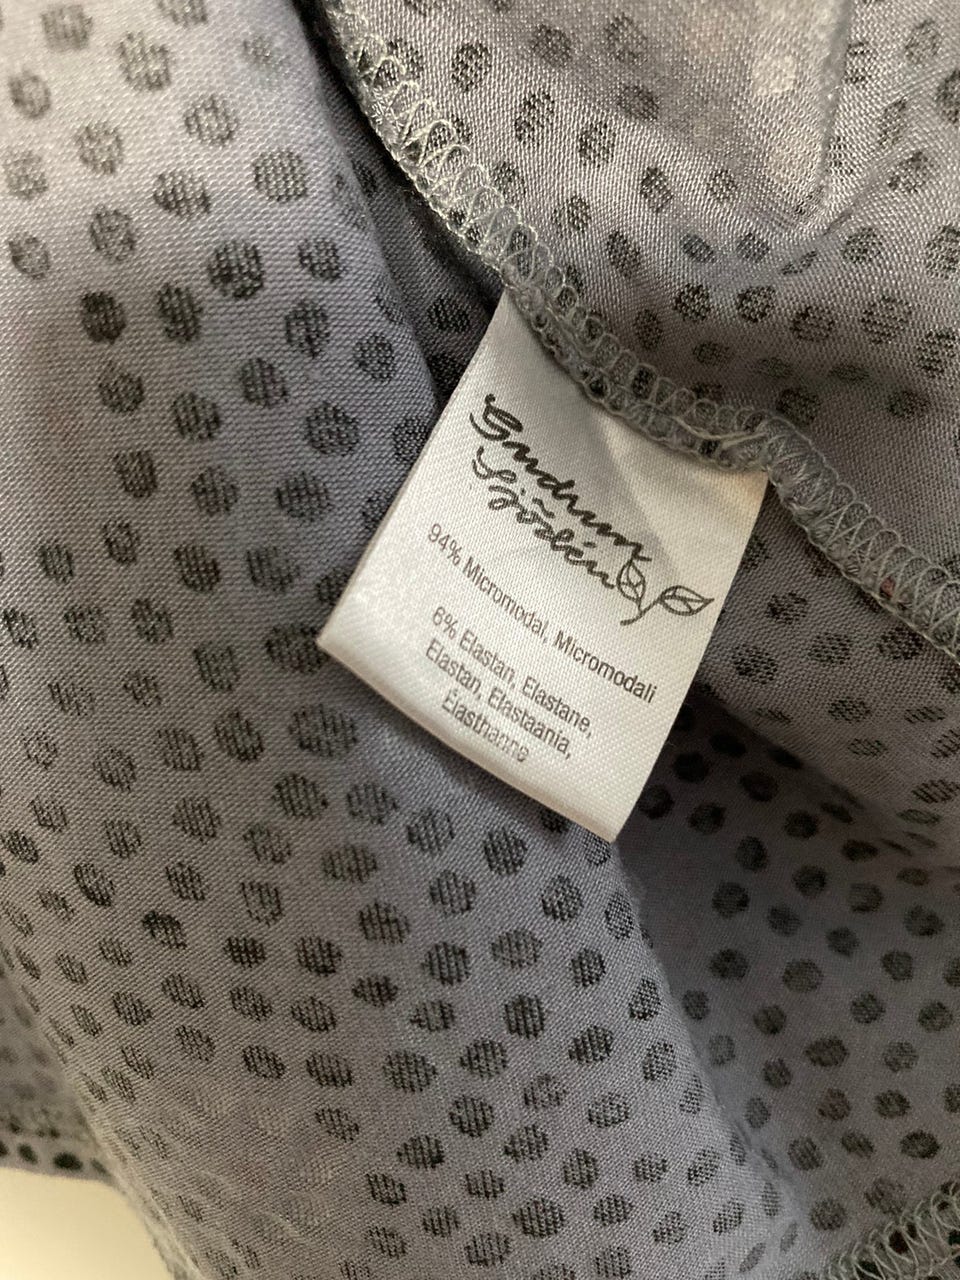 Gudrun
Sjödén
94% Micromodal, Micromodali
6% Elastan, Elastane,
Elastan, Elastaania,
Élasthanne